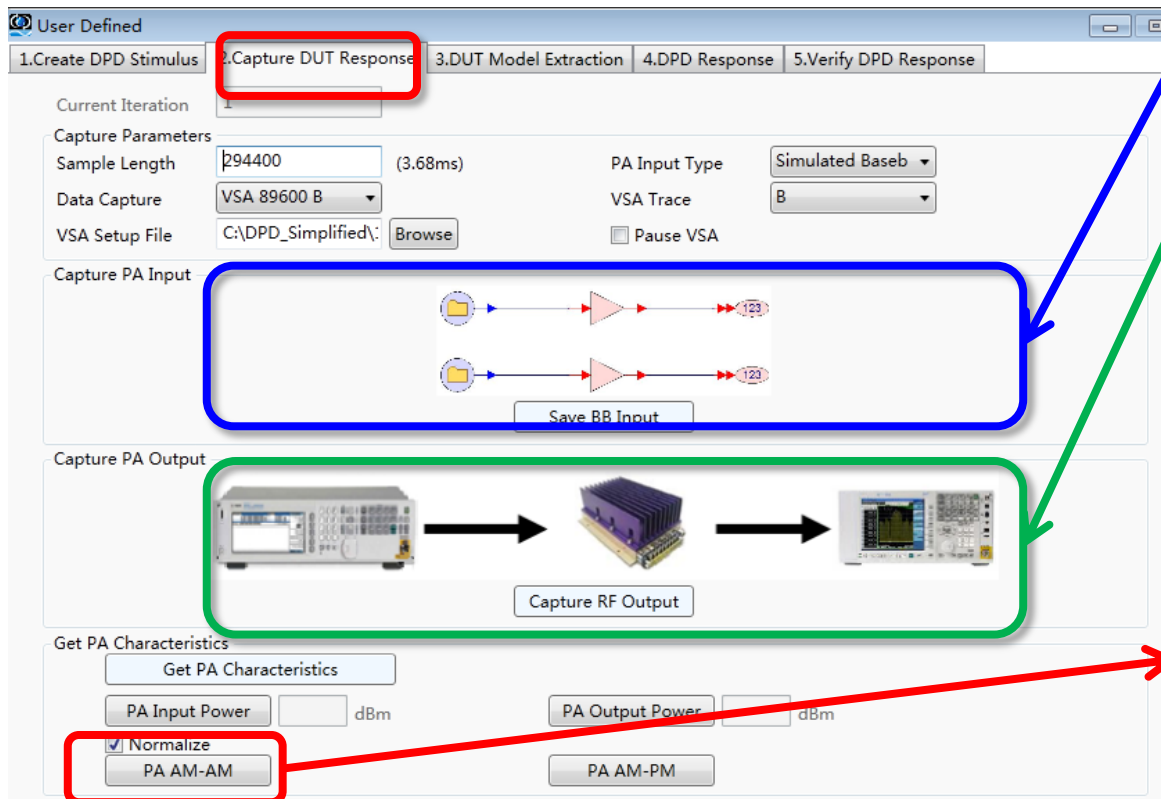 User Defined
1.Create DPD Stimulus 2.Capture DUT Response 3.DUT Model Extraction 4.DPD Response 5.Verify DPD Response
Current Iteration 1
Capture Parameters
Sample Length 294400 (3.68ms) PA Input Type Simulated Baseb
Data Capture VSA 89600 B VSA Trace B
VSA Setup File C:\DPD_Simplified\ Browse Pause VSA
Capture PA Input
123
123
Save BB Input
Capture PA Output
Capture RF Output
Get PA Characteristics
Get PA Characteristics
PA Input Power dBm PA Output Power dBm
Normalize
PA AM-AM PA AM-PM